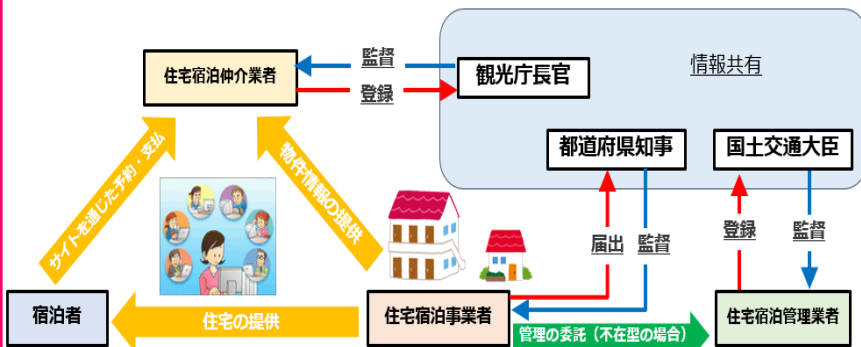 住宅宿泊仲介業者
監督
登録
観光庁長官
情報共有
都道府県知事
国土交通大臣
サイトを通じた予約・支払
物件情報の提供
届出
監督
登録
監督
宿泊者
住宅の提供
住宅宿泊事業者
管理の委託（不在型の場合）
住宅宿泊管理業者